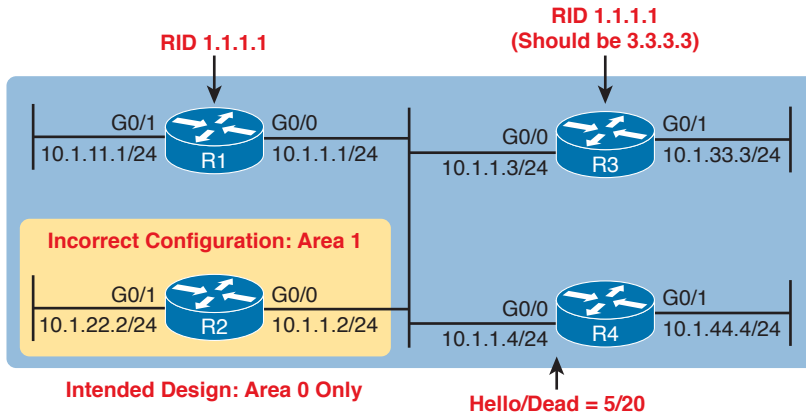 RID 1.1.1.1
RID 1.1.1.1
(Should be 3.3.3.3)
G0/1
10.1.11.1/24
R1
G0/0
10.1.1.1/24
G0/0
10.1.1.3/24
R3
G0/1
10.1.33.3/24
Incorrect Configuration: Area 1
G0/1
10.1.22.2/24
R2
G0/0
10.1.1.2/24
G0/0
10.1.1.4/24
R4
G0/1
10.1.44.4/24
Intended Design: Area 0 Only
Hello/Dead = 5/20